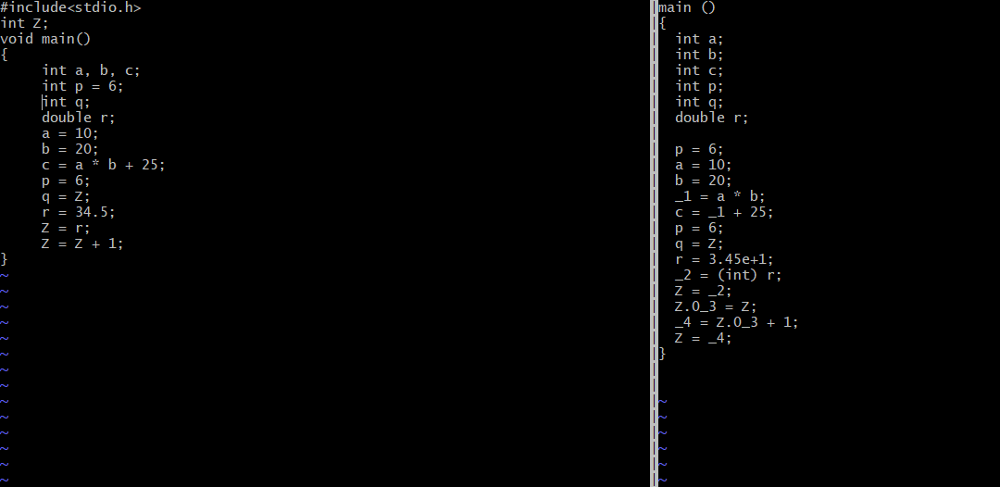 #include<stdio.h>
int Z;
void main()
{
     int a, b, c;
     int p = 6;
     int q;
     double r;
     a = 10;
     b = 20;
     c = a * b + 25;
     p = 6;
     q = Z;
     r = 34.5;
     Z = r;
     Z = Z + 1;
}
~
~
~
~
~
~
~
~
~
~
~
~
~
~
main ()
{
  int a;
  int b;
  int c;
  int p;
  int q;
  double r;

  p = 6;
  a = 10;
  b = 20;
  _1 = a * b;
  c = _1 + 25;
  p = 6;
  q = Z;
  r = 3.45e+1;
  _2 = (int) r;
  Z = _2;
  Z.0_3 = Z;
  _4 = Z.0_3 + 1;
  Z = _4;
}
~
~
~
~
~
~